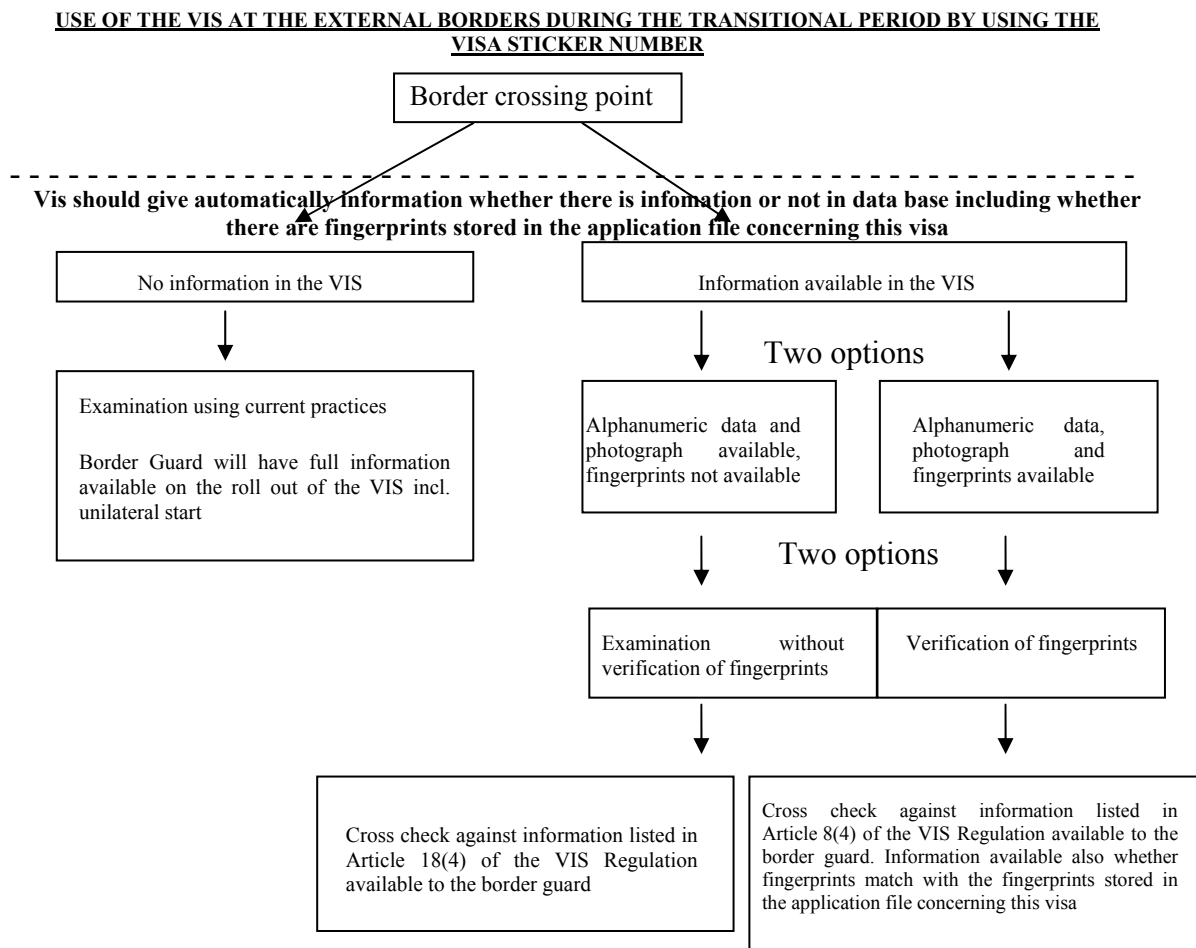 USE OF THE VIS AT THE EXTERNAL BORDERS DURING THE TRANSITIONAL PERIOD BY USING THE
VISA STICKER NUMBER
Border crossing point
Vis should give automatically information whether there is infomation or not in data base including whether
there are fingerprints stored in the application file concerning this visa
No information in the VIS
Information available in the VIS
Two options
Examination using current practices
Border Guard will have full information
available on the roll out of the VIS incl.
unilateral start
Alphanumeric data and
photograph available,
fingerprints not available
Alphanumeric data,
photograph and
fingerprints available
Two options
Examination without
verification of fingerprints
Verification of fingerprints
Cross check against information listed in
Article 18(4) of the VIS Regulation
available to the border guard
Cross check against information listed in
Article 8(4) of the VIS Regulation available to the
border guard. Information available also whether
fingerprints match with the fingerprints stored in
the application file concerning this visa